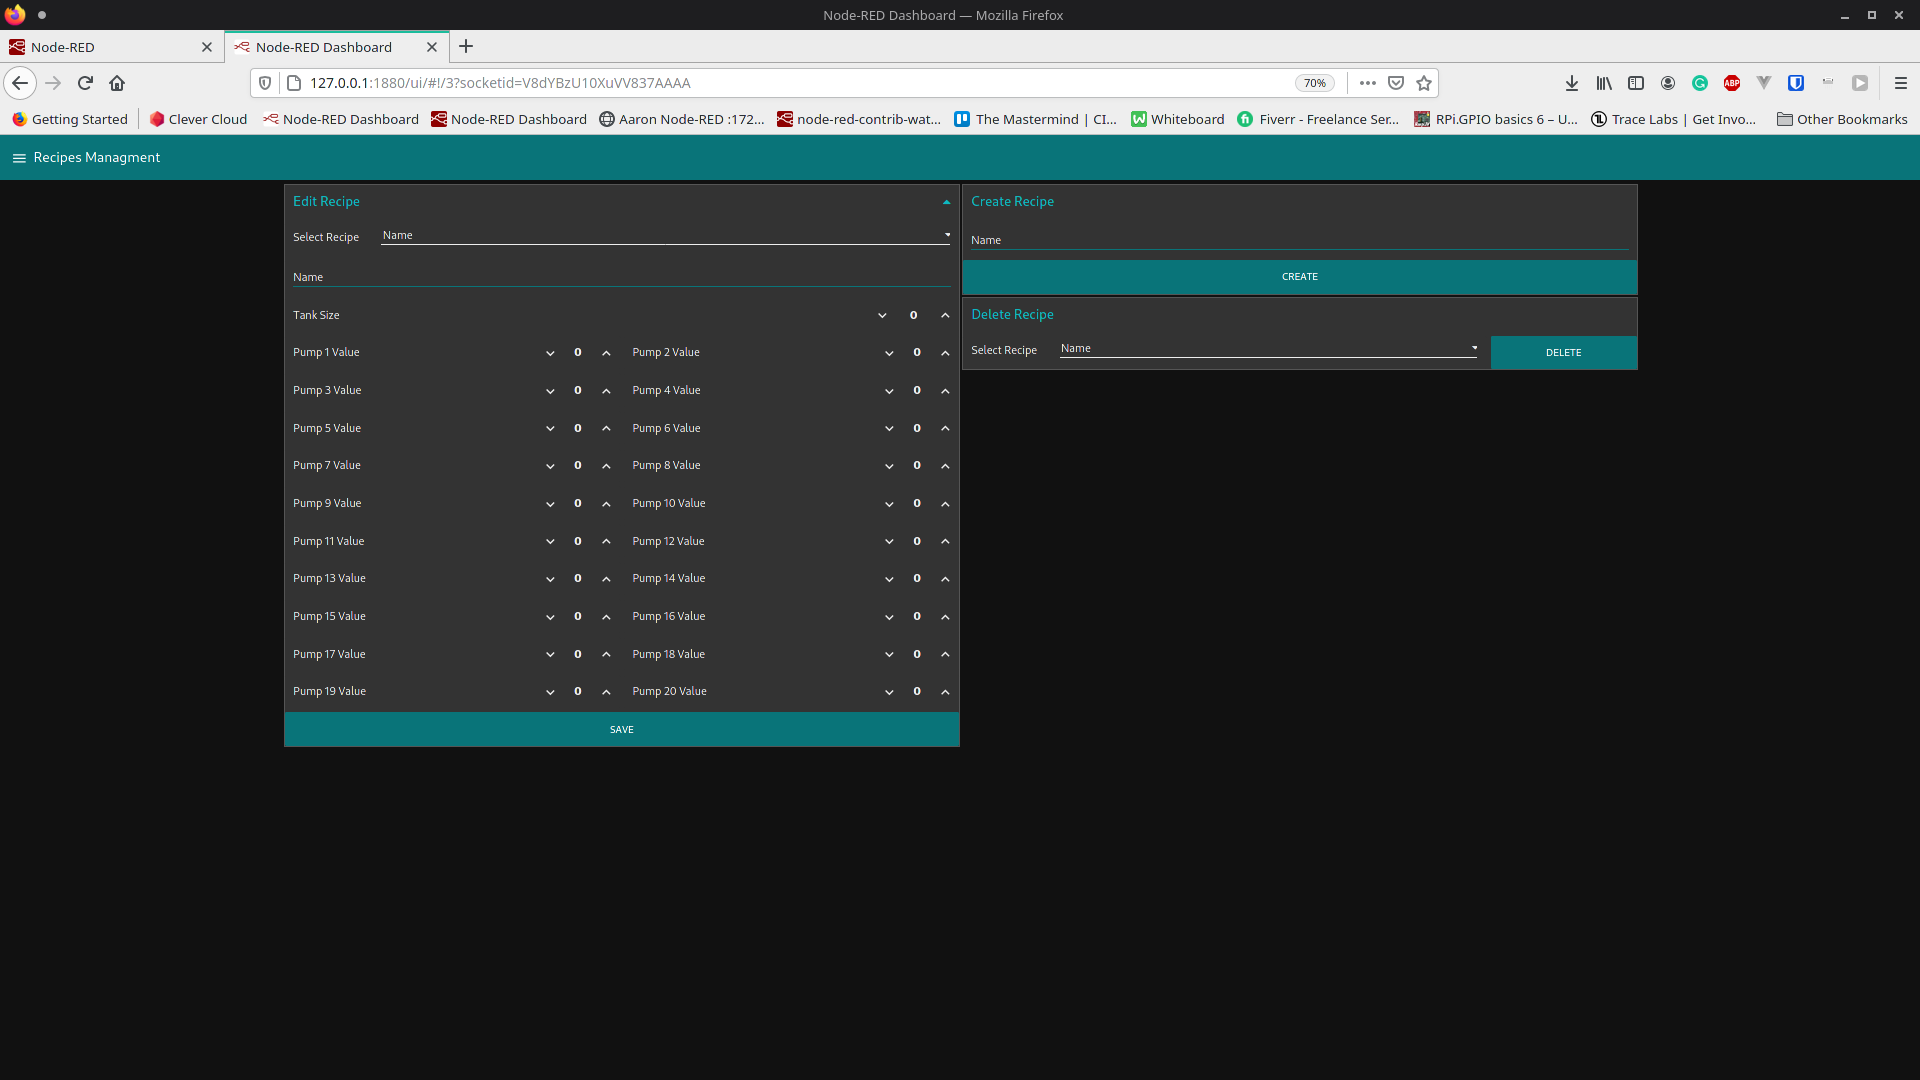 Node-RED Dashboard — Mozilla Firefox
Node-RED
Node-RED Dashboard
127.0.0.1:1880/ui/#!/3?socketid=V8dYBzU10XuVV837AAAA
70%
ABP
Getting Started
Clever Cloud
Node-RED Dashboard
Node-RED Dashboard
Aaron Node-RED :172...
node-red-contrib-wat...
The Mastermind | CI...
Whiteboard
Fiverr - Freelance Ser...
RPi.GPIO basics 6 – U...
Trace Labs | Get Invo...
Other Bookmarks
Recipes Managment
Edit Recipe
Select Recipe Name
Name
Tank Size 0
Pump 1 Value 0 Pump 2 Value 0
Pump 3 Value 0 Pump 4 Value 0
Pump 5 Value 0 Pump 6 Value 0
Pump 7 Value 0 Pump 8 Value 0
Pump 9 Value 0 Pump 10 Value 0
Pump 11 Value 0 Pump 12 Value 0
Pump 13 Value 0 Pump 14 Value 0
Pump 15 Value 0 Pump 16 Value 0
Pump 17 Value 0 Pump 18 Value 0
Pump 19 Value 0 Pump 20 Value 0
SAVE
Create Recipe
Name
CREATE
Delete Recipe
Select Recipe Name
DELETE